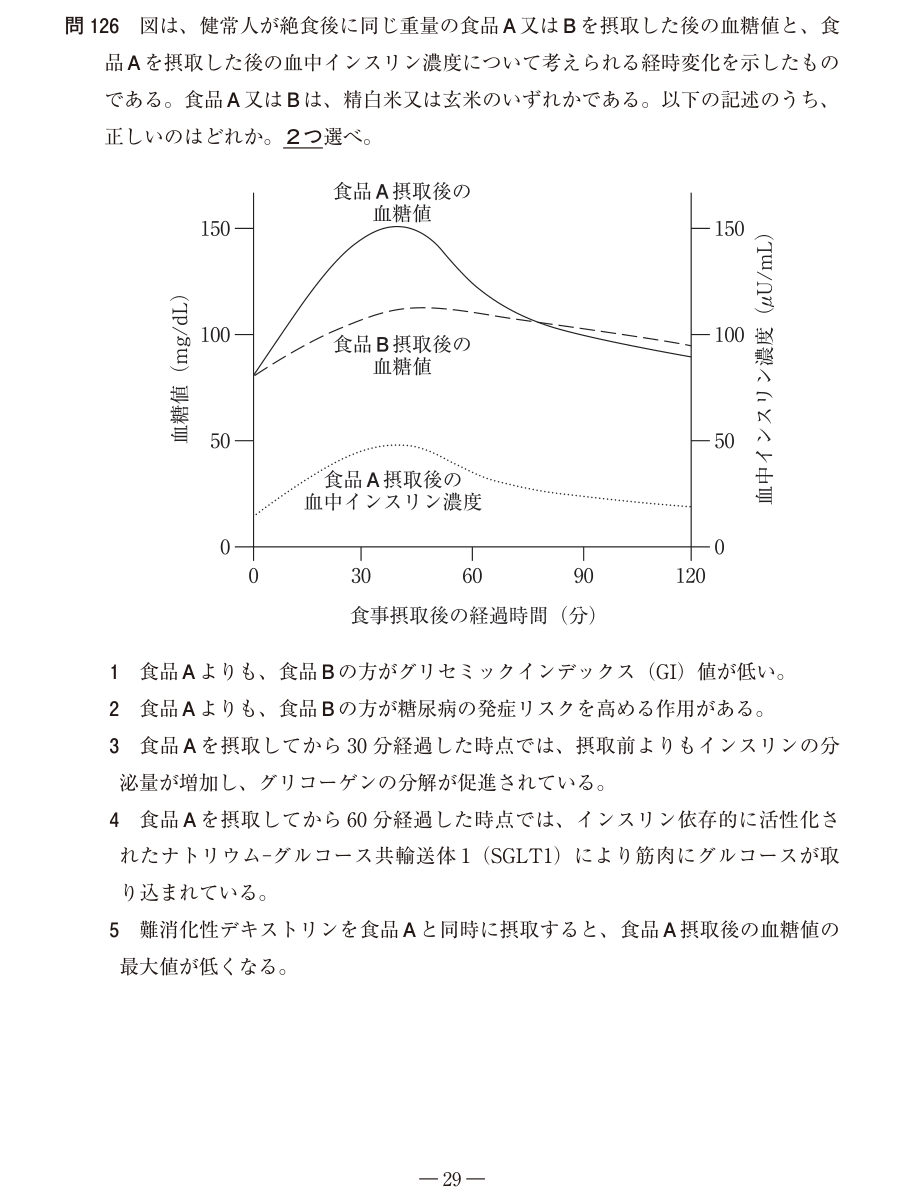 問 126　図は、健常人が絶食後に同じ重量の食品A又はBを摂取した後の血糖値と、食
品Aを摂取した後の血中インスリン濃度について考えられる経時変化を示したもの
である。食品A又はBは、精白米又は玄米のいずれかである。以下の記述のうち、
正しいのはどれか。2つ選べ。
食品A摂取後の
血糖値
150
100
50
0
血糖値（mg/dL）
食品B摂取後の
血糖値
食品A摂取後の
血中インスリン濃度
150
100
50
0
血中インスリン濃度（μU/mL）
0 30 60 90 120
食事摂取後の経過時間（分）
1　食品Aよりも、食品Bの方がグリセミックインデックス（GI）値が低い。
2　食品Aよりも、食品Bの方が糖尿病の発症リスクを高める作用がある。
3　食品Aを摂取してから 30 分経過した時点では、摂取前よりもインスリンの分
泌量が増加し、グリコーゲンの分解が促進されている。
4　食品Aを摂取してから 60 分経過した時点では、インスリン依存的に活性化さ
れたナトリウム-グルコース共輸送体 1（SGLT1）により筋肉にグルコースが取
り込まれている。
5　難消化性デキストリンを食品Aと同時に摂取すると、食品A摂取後の血糖値の
最大値が低くなる。
― 29 ―